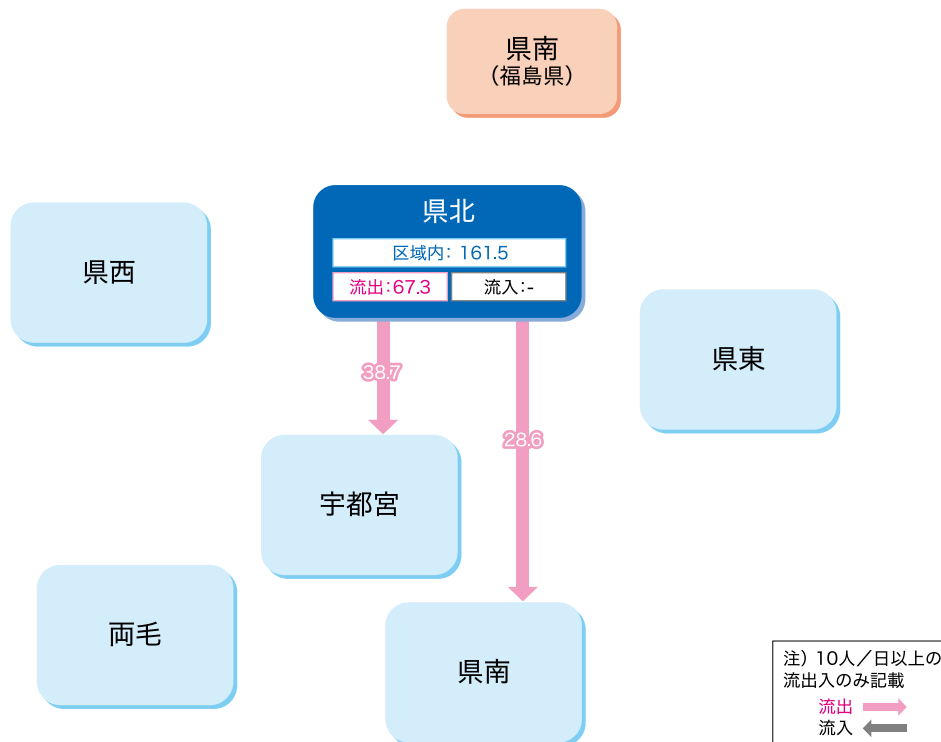 県南
（福島県）
県北
区域内：161.5
流出：67.3
流入：-
県西
県東
38.7
28.6
宇都宮
両毛
県南
注）10人／日以上の
流出入のみ記載
流出
流入